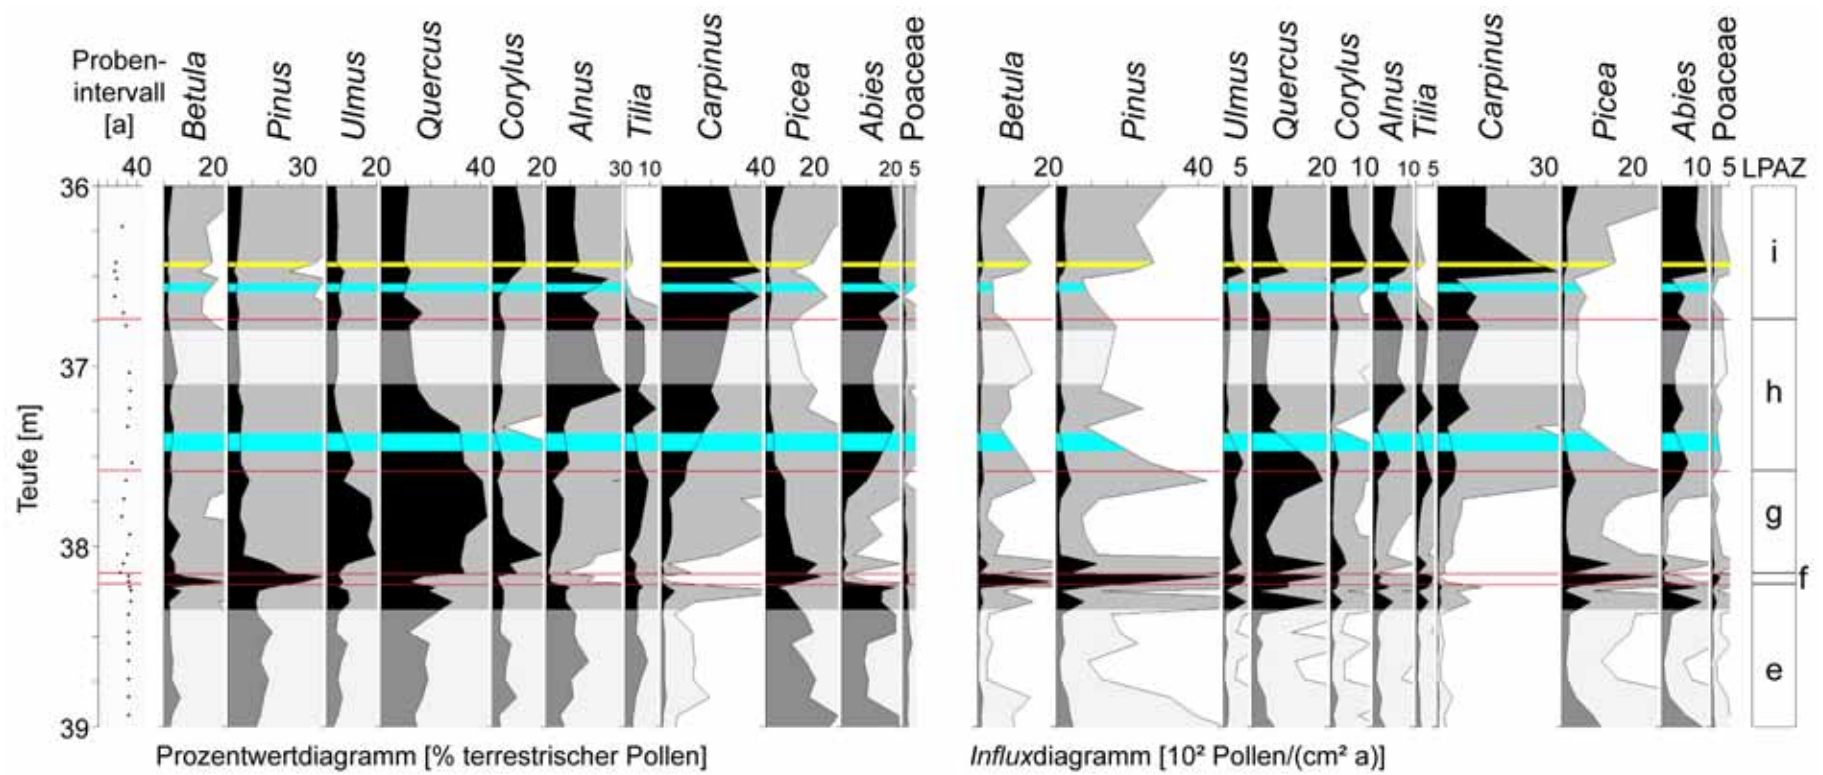 Proben-
intervall
[a]
Betula
Pinus
Ulmus
Quercus
Corylus
Alnus
Tilia
Carpinus
Picea
Abies
Poaceae
Betula
Pinus
Ulmus
Quercus
Corylus
Alnus
Tilia
Carpinus
Picea
Abies
Poaceae
40 20 30 20 40 20 30 10 40 20 20 5 20 40 5 20 10 10 5 30 20 10 5 LPAZ
36
37
38
39
Teufe [m]
i
h
g
f
e
Prozentwertdiagramm [% terrestrischer Pollen]
Influxdiagramm [10² Pollen/(cm² a)]